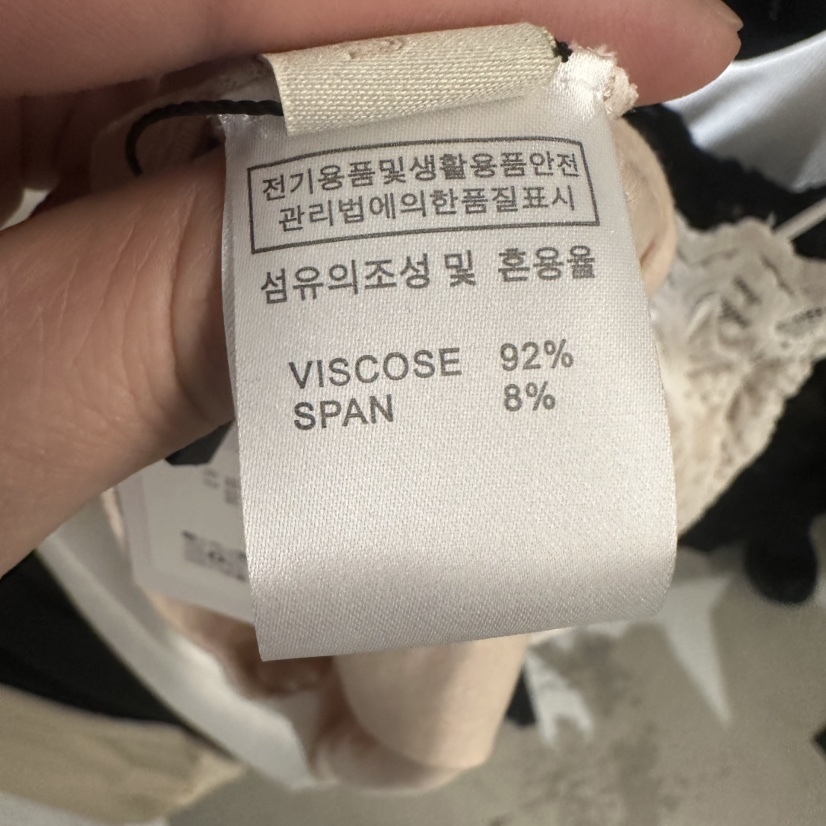 전기용품및생활용품안전
관리법에의한품질표시
섬유의조성 및 혼용율
VISCOSE 92%
SPAN 8%